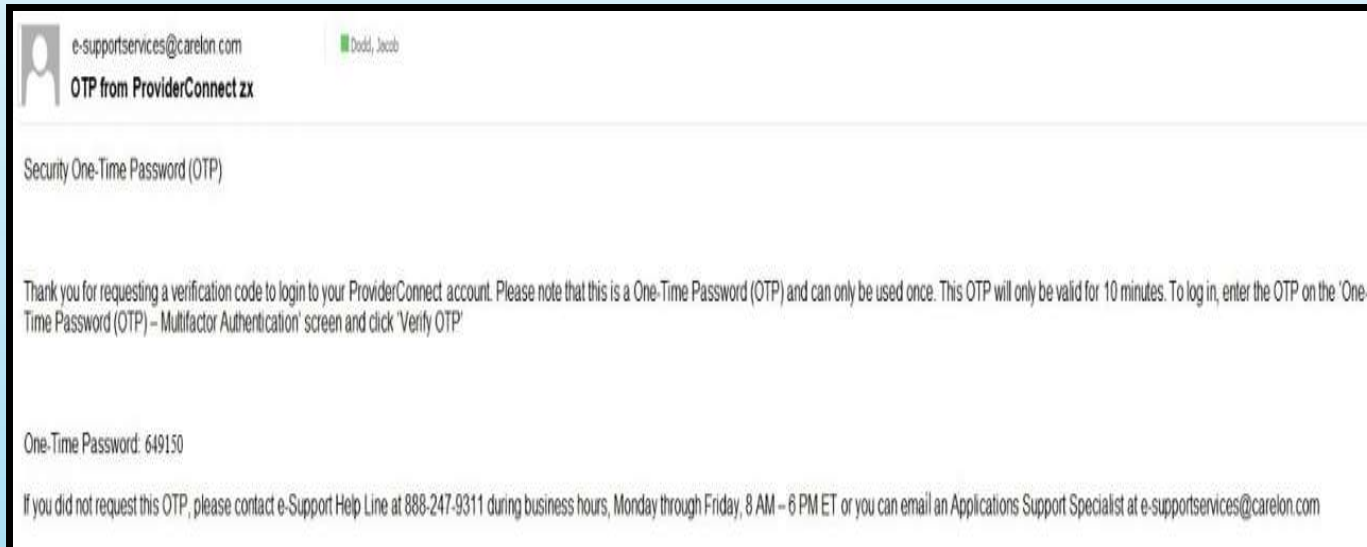 e-supportservices@carelon.com
Dodd, Jacob
OTP from ProviderConnect zx
Security One-Time Password (OTP)
Thank you for requesting a verification code to login to your ProviderConnect account. Please note that this is a One-Time Password (OTP) and can only be used once. This OTP will only be valid for 10 minutes. To log in, enter the OTP on the 'One-
Time Password (OTP) – Multifactor Authentication' screen and click 'Verify OTP'
One-Time Password: 649150
If you did not request this OTP, please contact e-Support Help Line at 888-247-9311 during business hours, Monday through Friday, 8 AM – 6 PM ET or you can email an Applications Support Specialist at e-supportservices@carelon.com